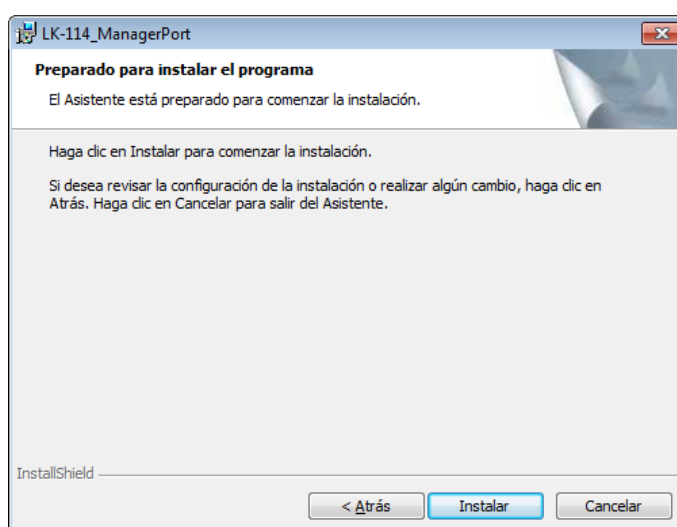 LK-114_ManagerPort
Preparado para instalar el programa
El Asistente está preparado para comenzar la instalación.
Haga clic en Instalar para comenzar la instalación.
Si desea revisar la configuración de la instalación o realizar algún cambio, haga clic en
Atrás. Haga clic en Cancelar para salir del Asistente.
InstallShield
< Atrás Instalar Cancelar